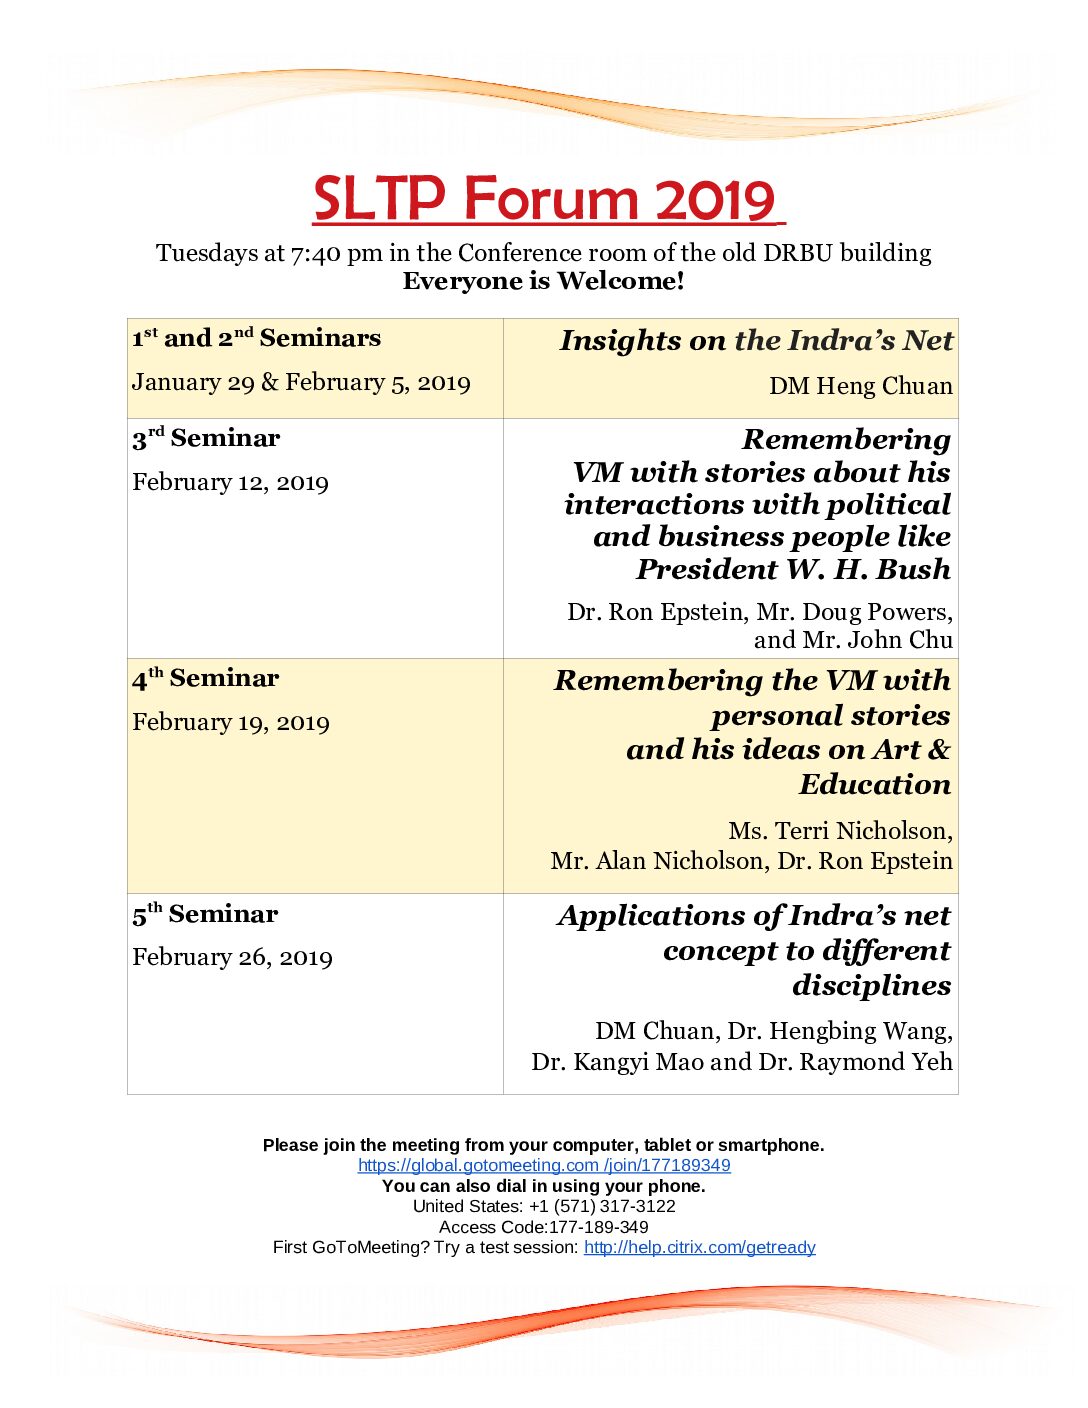 SLTP Forum 2019
Tuesdays at 7:40 pm in the Conference room of the old DRBU building
Everyone is Welcome!
1st and 2nd Seminars
January 29 & February 5, 2019
Insights on the Indra's Net
DM Heng Chuan
3rd Seminar
February 12, 2019
Remembering
VM with stories about his
interactions with political
and business people like
President W. H. Bush
Dr. Ron Epstein, Mr. Doug Powers,
and Mr. John Chu
4th Seminar
February 19, 2019
Remembering the VM with
personal stories
and his ideas on Art &
Education
Ms. Terri Nicholson,
Mr. Alan Nicholson, Dr. Ron Epstein
5th Seminar
February 26, 2019
Applications of Indra's net
concept to different
disciplines
DM Chuan, Dr. Hengbing Wang,
Dr. Kangyi Mao and Dr. Raymond Yeh
Please join the meeting from your computer, tablet or smartphone.
https://global.gotomeeting.com /join/177189349
You can also dial in using your phone.
United States: +1 (571) 317-3122
Access Code:177-189-349
First GoToMeeting? Try a test session: http://help.citrix.com/getready